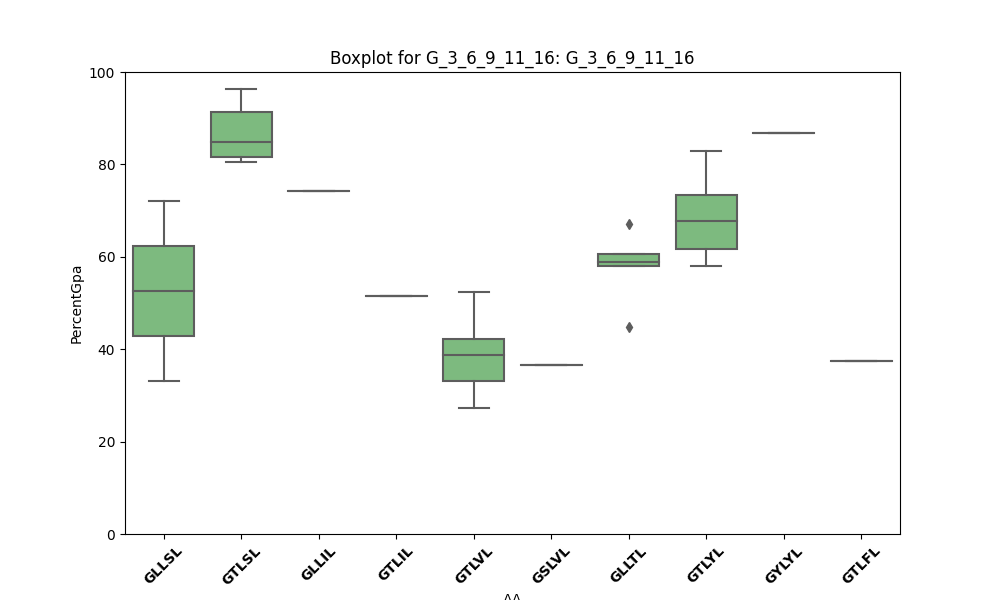 Boxplot for G_3_6_9_11_16: G_3_6_9_11_16
100
80
60
40
20
0
PercentGpa
GLLSL
GTLSL
GLLIL
GTLIL
GTLVL
GSLVL
GLLTL
GTLYL
GYLYL
GTLFL
AA